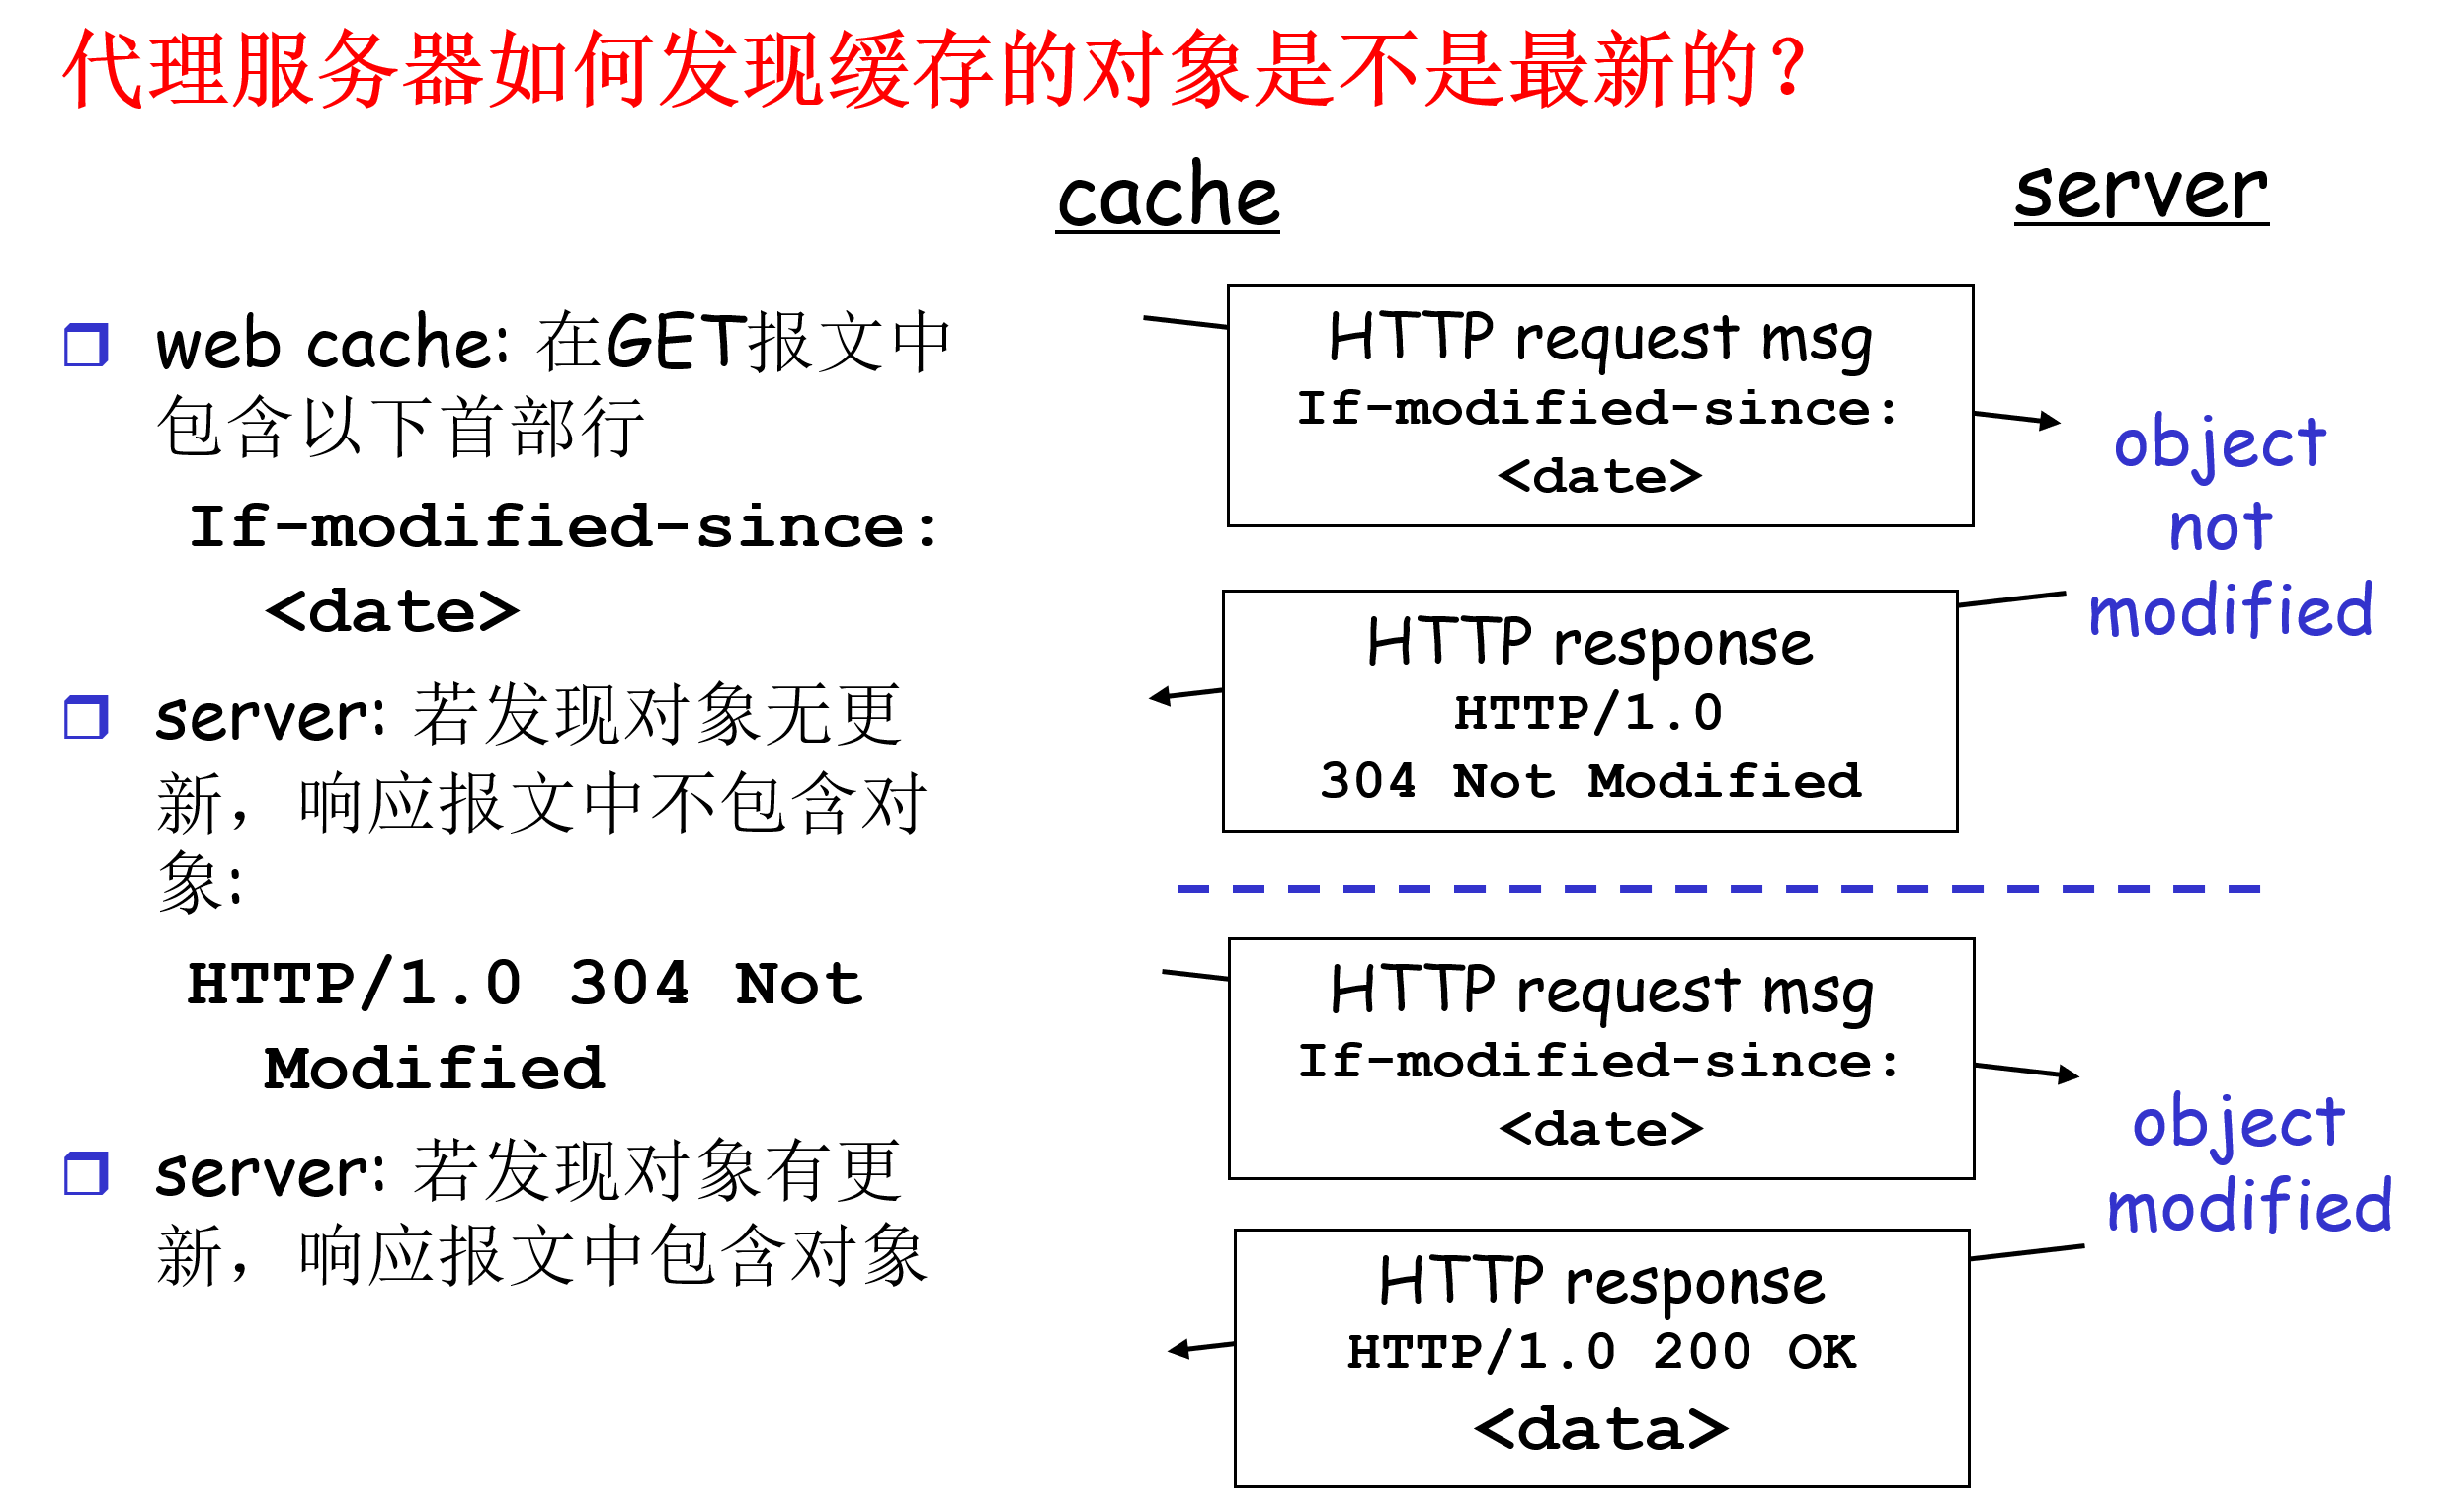 代理服务器如何发现缓存的对象是不是最新的?
cache
server
web cache: 在GET报文中
包含以下首部行
If-modified-since:
<date>
server: 若发现对象无更
新，响应报文中不包含对
象:
HTTP/1.0 304 Not
Modified
server: 若发现对象有更
新，响应报文中包含对象
HTTP request msg
If-modified-since:
<date>
object
not
modified
HTTP response
HTTP/1.0
304 Not Modified
HTTP request msg
If-modified-since:
<date>
object
modified
HTTP response
HTTP/1.0 200 OK
<data>